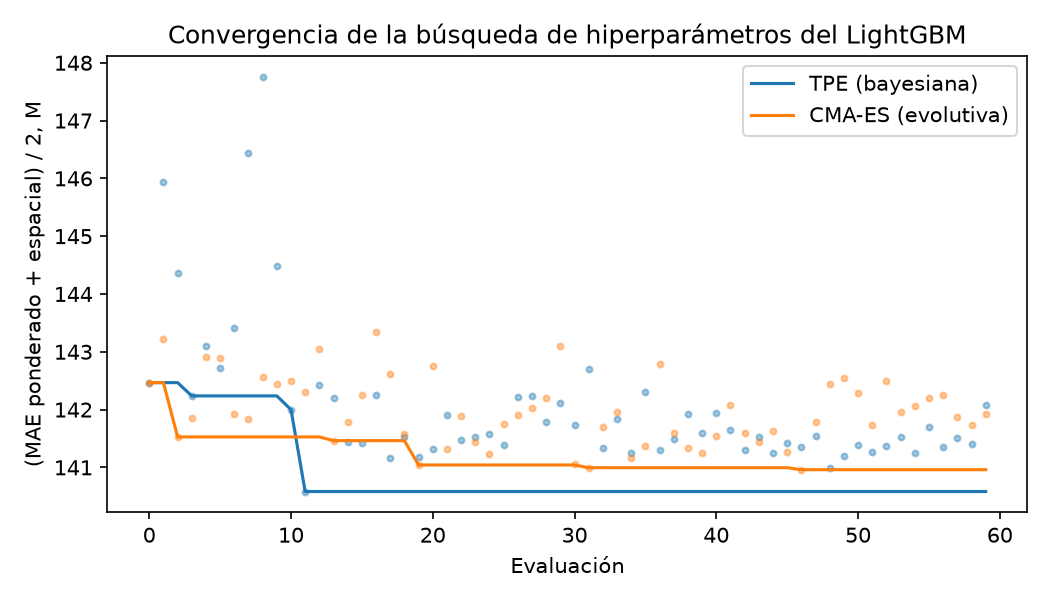 Convergencia de la búsqueda de hiperparámetros del LightGBM
TPE (bayesiana)
CMA-ES (evolutiva)
(MAE ponderado + espacial) / 2, M
148
147
146
145
144
143
142
141
0 10 20 30 40 50 60
Evaluación